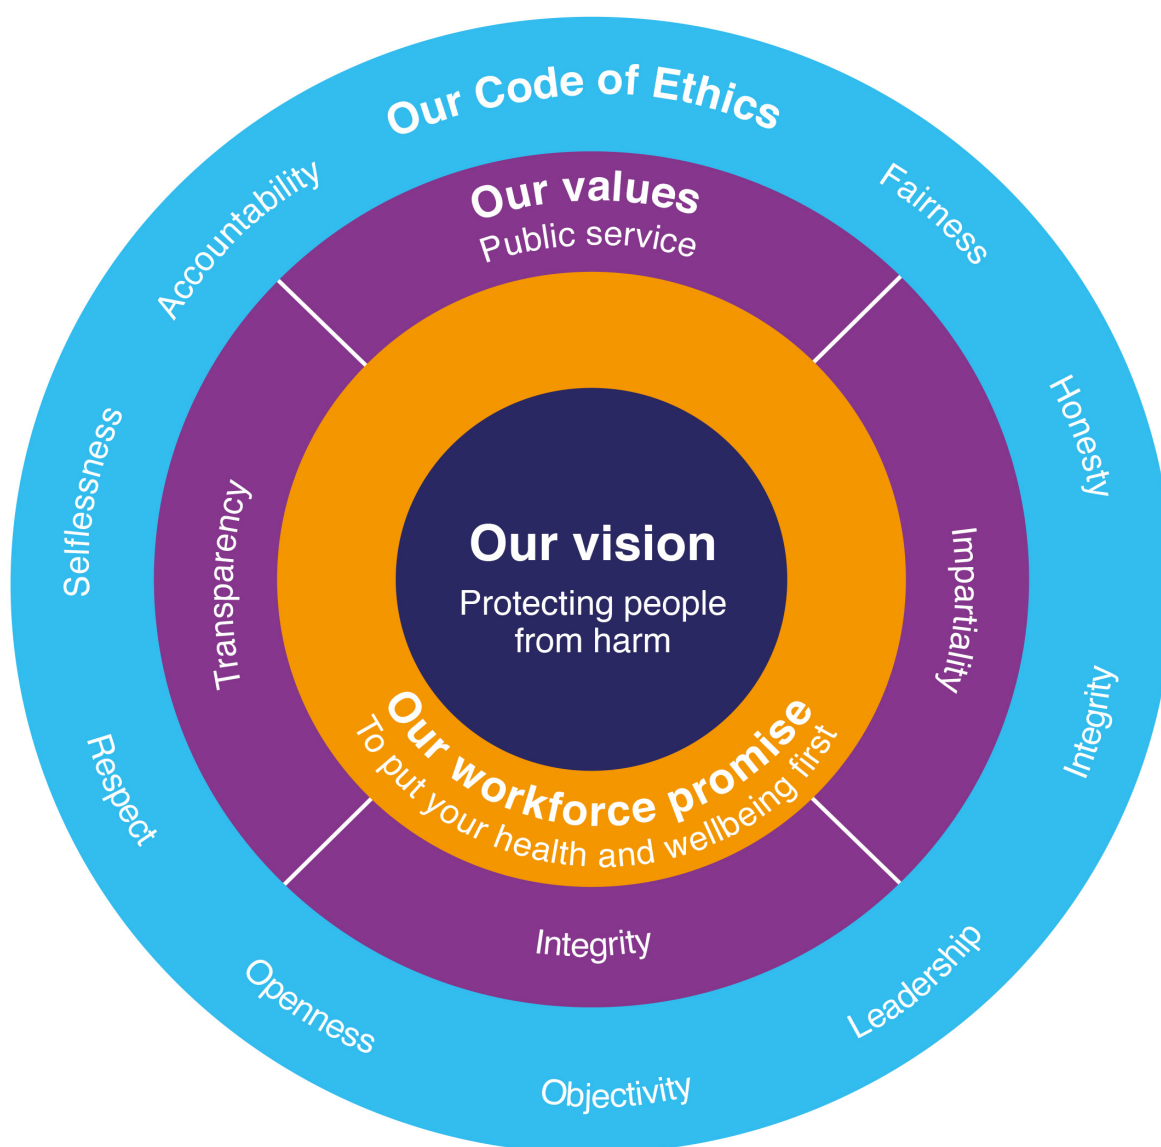 Our Code of Ethics
Fairness
Honesty
Integrity
Leadership
Objectivity
Openness
Respect
Selflessness
Accountability
Our values
Public service
Impartiality
Integrity
Transparency
Our vision
Protecting people
from harm
Our workforce promise
To put your health and wellbeing first